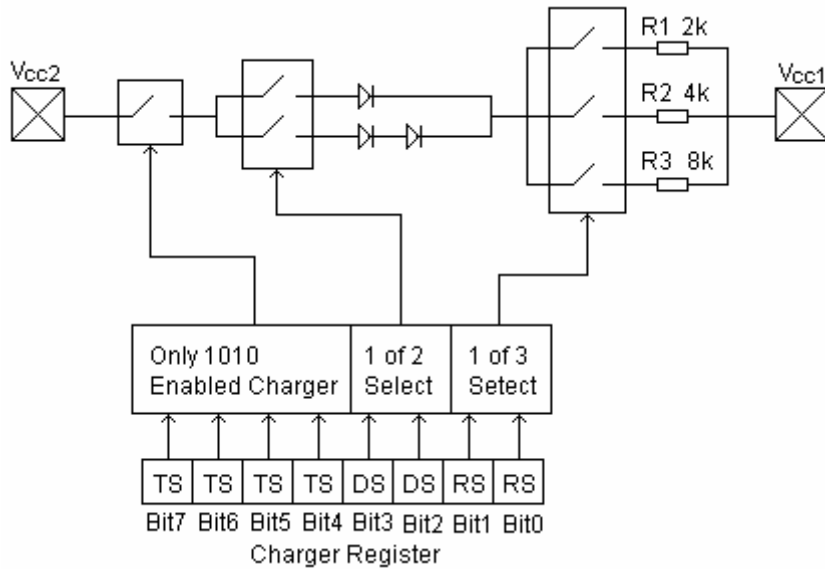 R1 2k
Vcc2
Vcc1
R2 4k
R3 8k
Only 1010
Enabled Charger
1 of 2
Select
1 of 3
Setect
TS TS TS TS DS DS RS RS
Bit7 Bit6 Bit5 Bit4 Bit3 Bit2 Bit1 Bit0
Charger Register